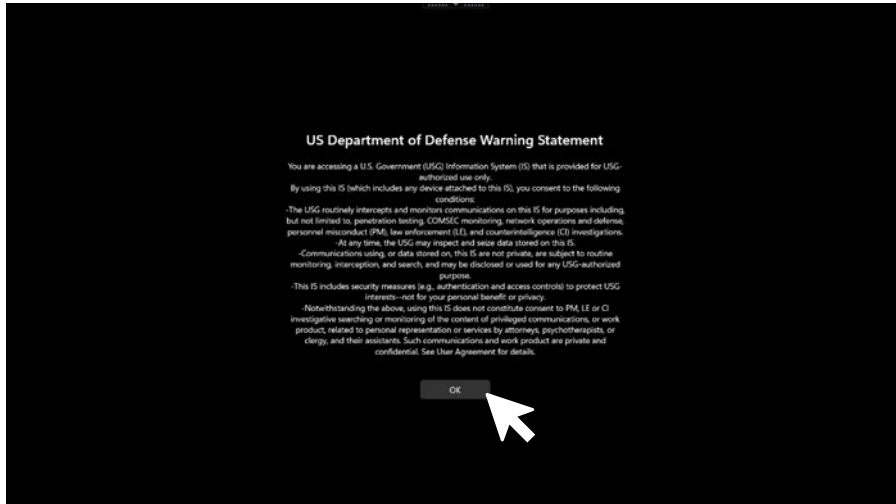 US Department of Defense Warning Statement
You are accessing a U.S. Government (USG) Information System (IS) that is provided for USG-
authorized use only.
By using this IS (which includes any device attached to this IS), you consent to the following
conditions:
-The USG routinely intercepts and monitors communications on this IS for purposes including,
but not limited to, penetration testing, COMSEC monitoring, network operations and defense,
personnel misconduct (PM), law enforcement (LE), and counterintelligence (CI) investigations.
-At any time, the USG may inspect and seize data stored on this IS.
-Communications using, or data stored on, this IS are not private, are subject to routine
monitoring, interception, and search, and may be disclosed or used for any USG-authorized
purpose.
-This IS includes security measures (e.g., authentication and access controls) to protect USG
interests--not for your personal benefit or privacy.
-Notwithstanding the above, using this IS does not constitute consent to PM, LE or CI
investigative searching or monitoring of the content of privileged communications, or work
product, related to personal representation or services by attorneys, psychotherapists, or
clergy, and their assistants. Such communications and work product are private and
confidential. See User Agreement for details.
OK